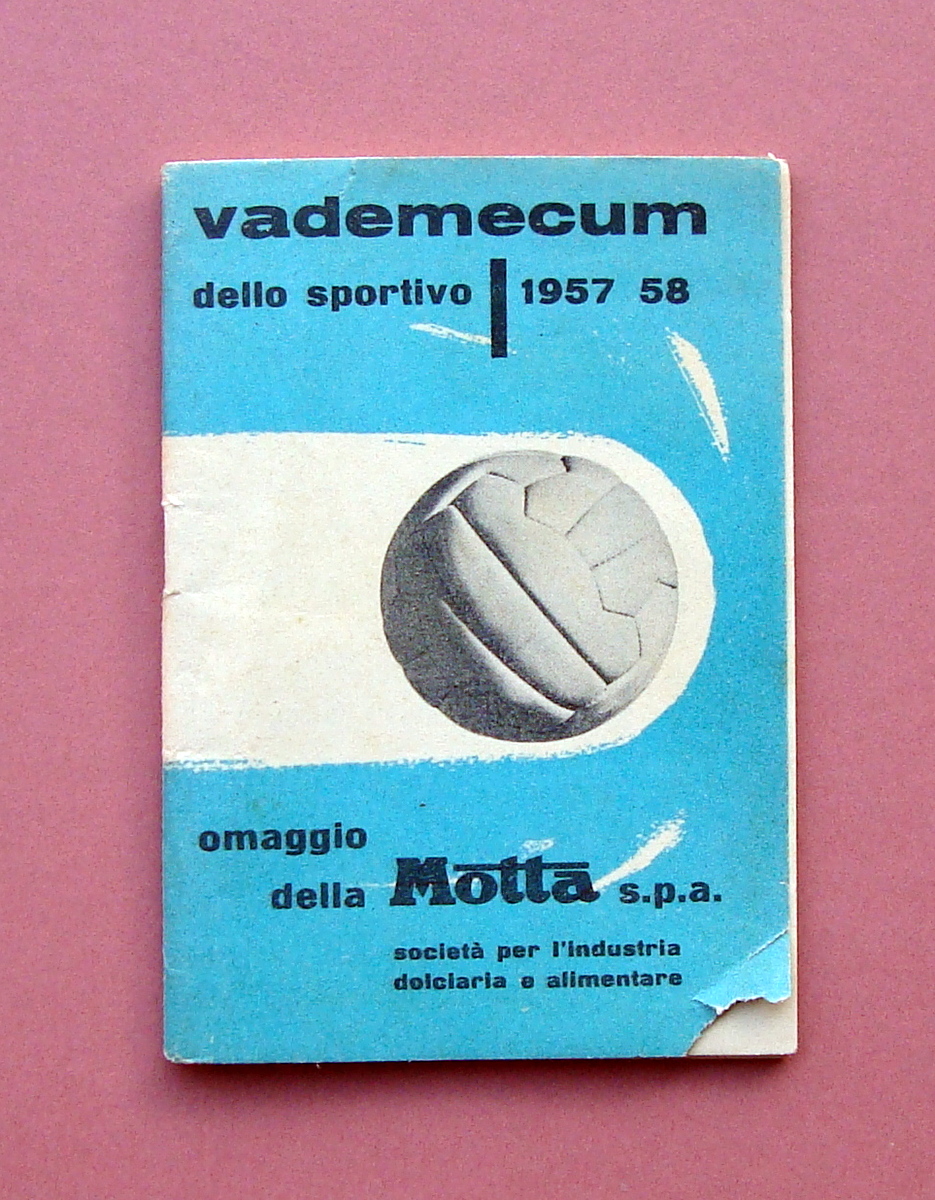 vademecum
dello sportivo | 1957 58
omaggio
della Motta s.p.a.
società per l'industria
dolciaria e alimentare